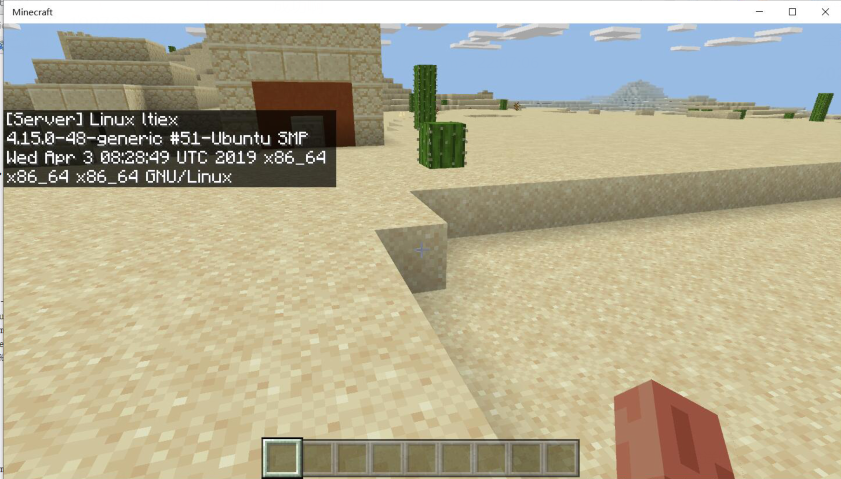 Minecraft
[Server] Linux ltiex
4.15.0-48-generic #51-Ubuntu SMP
Wed Apr 3 08:28:49 UTC 2019 x86_64
x86_64 x86_64 GNU/Linux